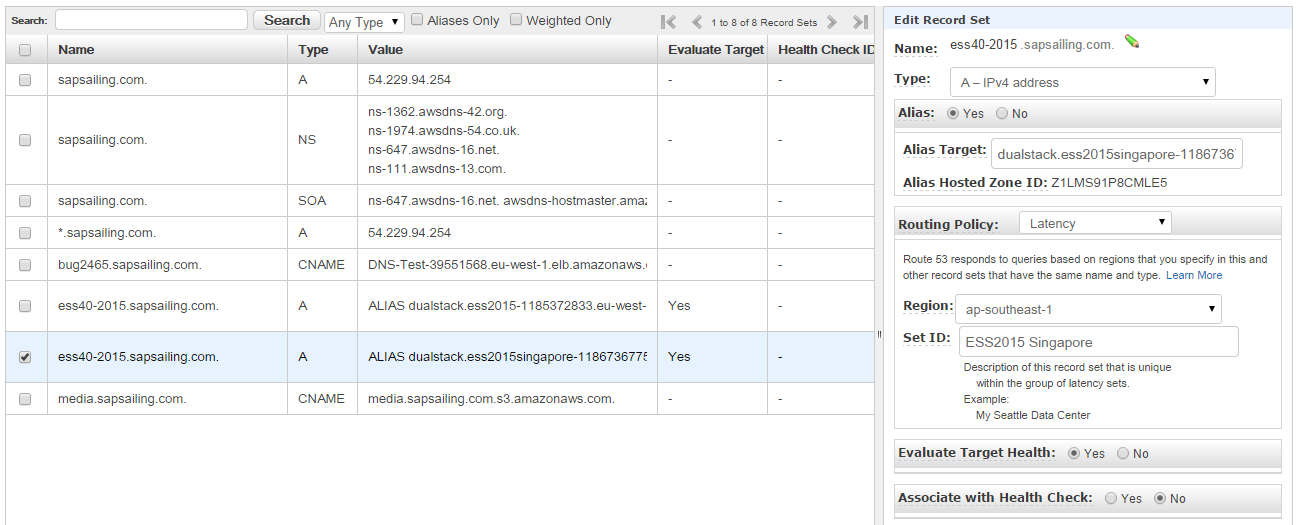 Search: Search Any Type Aliases Only Weighted Only 1 to 8 of 8 Record Sets
Name Type Value Evaluate Target Health Check ID
sapsailing.com. A 54.229.94.254 - -
sapsailing.com. NS ns-1362.awsdns-42.org. - -
ns-1974.awsdns-54.co.uk.
ns-647.awsdns-16.net.
ns-111.awsdns-13.com.
sapsailing.com. SOA ns-647.awsdns-16.net. awsdns-hostmaster.amaz - -
*.sapsailing.com. A 54.229.94.254 - -
bug2465.sapsailing.com. CNAME DNS-Test-39551568.eu-west-1.elb.amazonaws. - -
ess40-2015.sapsailing.com. A ALIAS dualstack.ess2015-1185372833.eu-west- Yes -
ess40-2015.sapsailing.com. A ALIAS dualstack.ess2015singapore-1186736775 Yes -
media.sapsailing.com. CNAME media.sapsailing.com.s3.amazonaws.com. - -
Edit Record Set
Name: ess40-2015 .sapsailing.com.
Type: A – IPv4 address
Alias: Yes No
Alias Target: dualstack.ess2015singapore-1186736
Alias Hosted Zone ID: Z1LMS91P8CMLE5
Routing Policy: Latency
Route 53 responds to queries based on regions that you specify in this and
other record sets that have the same name and type. Learn More
Region: ap-southeast-1
Set ID: ESS2015 Singapore
Description of this record set that is unique
within the group of latency sets.
Example:
My Seattle Data Center
Evaluate Target Health: Yes No
Associate with Health Check: Yes No